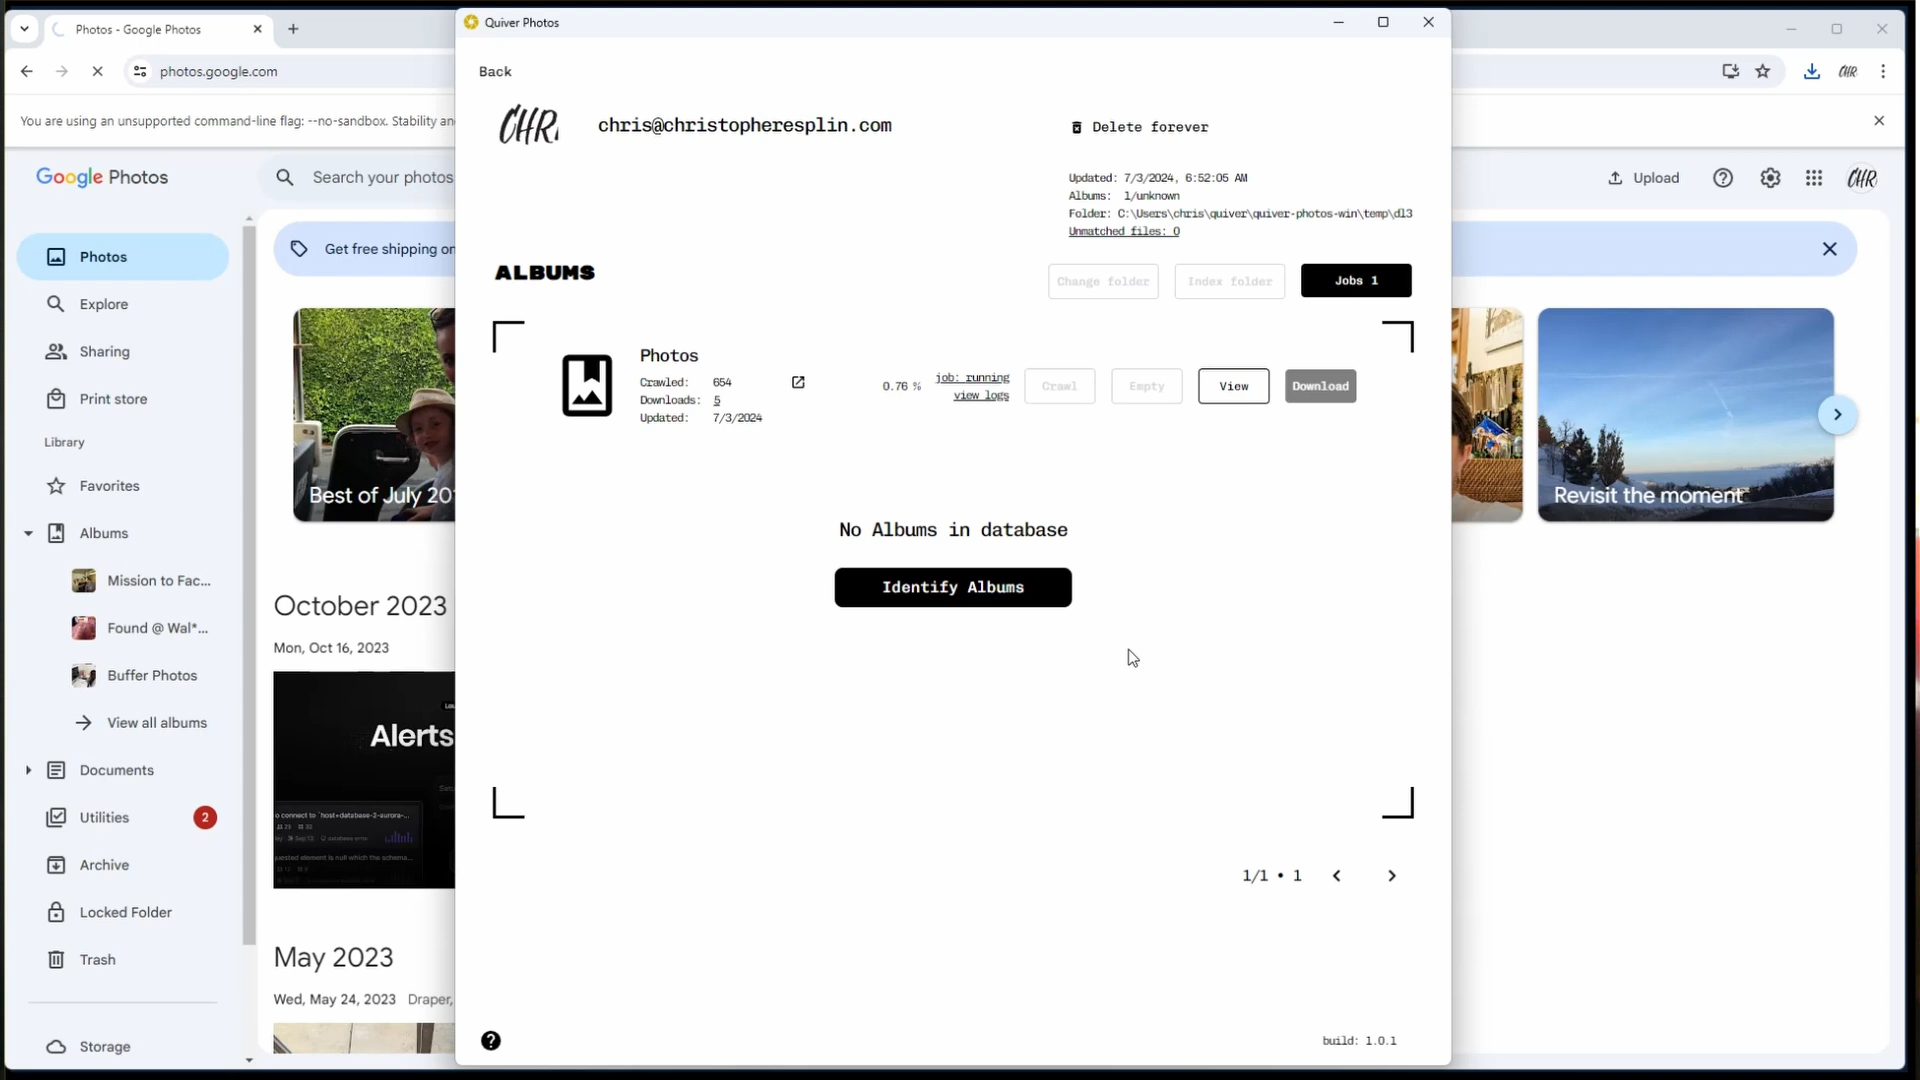 Photos - Google Photos
photos.google.com
You are using an unsupported command-line flag: --no-sandbox. Stability and
Google Photos
Search your photos
Upload
CHR
Photos
Explore
Sharing
Print store
Library
Favorites
Albums
Mission to Fac...
Found @ Wal*...
Buffer Photos
View all albums
Documents
Utilities
2
Archive
Locked Folder
Trash
Storage
Get free shipping on
Best of July 20
October 2023
Mon, Oct 16, 2023
Alerts
May 2023
Wed, May 24, 2023 Draper,
Revisit the moment
Quiver Photos
Back
CHR.
chris@christopheresplin.com
Delete forever
Updated: 7/3/2024, 6:52:05 AM
Albums: 1/unknown
Folder: C:\Users\chris\quiver\quiver-photos-win\temp\dl3
Unmatched files: 0
ALBUMS
Change folder
Index folder
Jobs 1
Photos
Crawled: 654
Downloads: 5
Updated: 7/3/2024
0.76 %
job: running
view logs
Crawl
Empty
View
Download
No Albums in database
Identify Albums
1/1 • 1
build: 1.0.1